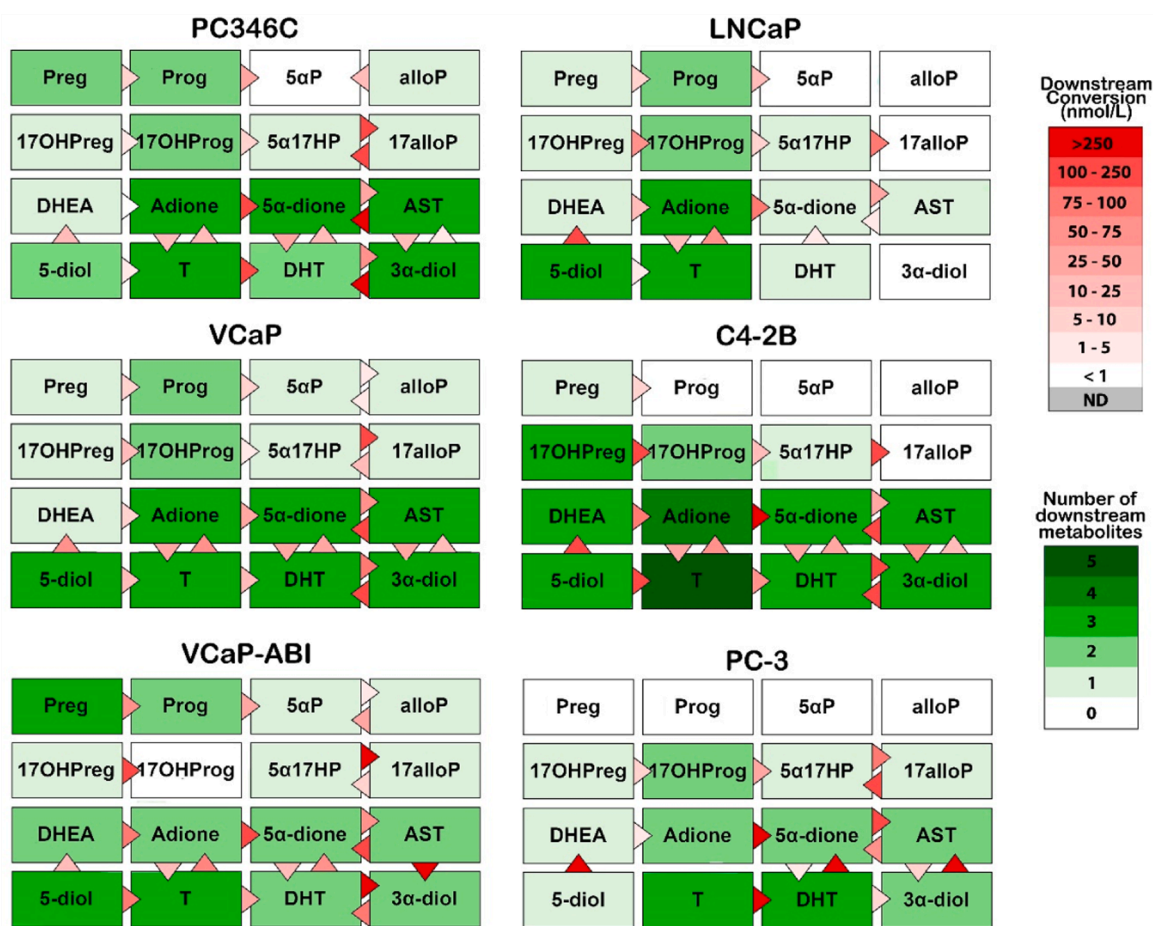 PC346C
Preg Prog 5αP alloP
17OHPreg 17OHProg 5α17HP 17alloP
DHEA Adione 5α-dione AST
5-diol T DHT 3α-diol
LNCaP
Preg Prog 5αP alloP
17OHPreg 17OHProg 5α17HP 17alloP
DHEA Adione 5α-dione AST
5-diol T DHT 3α-diol
VCaP
Preg Prog 5αP alloP
17OHPreg 17OHProg 5α17HP 17alloP
DHEA Adione 5α-dione AST
5-diol T DHT 3α-diol
C4-2B
Preg Prog 5αP alloP
17OHPreg 17OHProg 5α17HP 17alloP
DHEA Adione 5α-dione AST
5-diol T DHT 3α-diol
VCaP-ABI
Preg Prog 5αP alloP
17OHPreg 17OHProg 5α17HP 17alloP
DHEA Adione 5α-dione AST
5-diol T DHT 3α-diol
PC-3
Preg Prog 5αP alloP
17OHPreg 17OHProg 5α17HP 17alloP
DHEA Adione 5α-dione AST
5-diol T DHT 3α-diol
Downstream
Conversion
(nmol/L)
>250
100 - 250
75 - 100
50 - 75
25 - 50
10 - 25
5 - 10
1 - 5
< 1
ND
Number of
downstream
metabolites
5
4
3
2
1
0